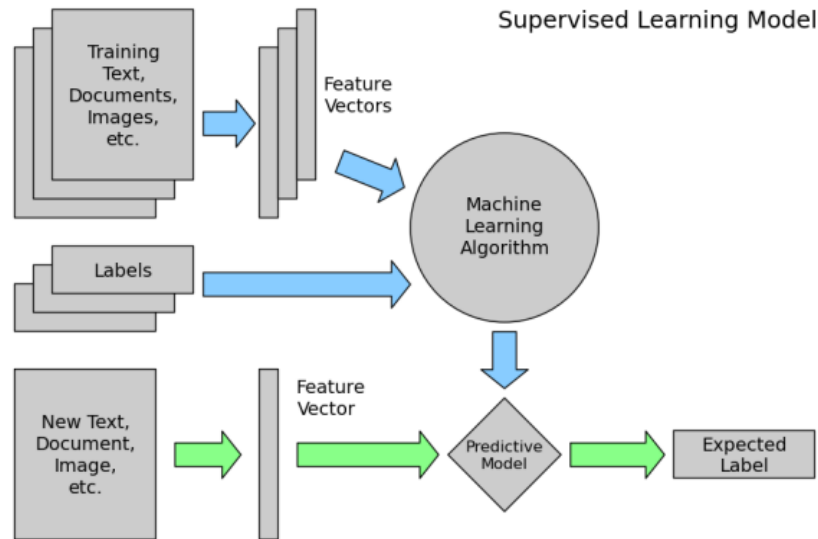 Supervised Learning Model
Training
Text,
Documents,
Images,
etc.
Feature
Vectors
Machine
Learning
Algorithm
Labels
New Text,
Document,
Image,
etc.
Feature
Vector
Predictive
Model
Expected
Label